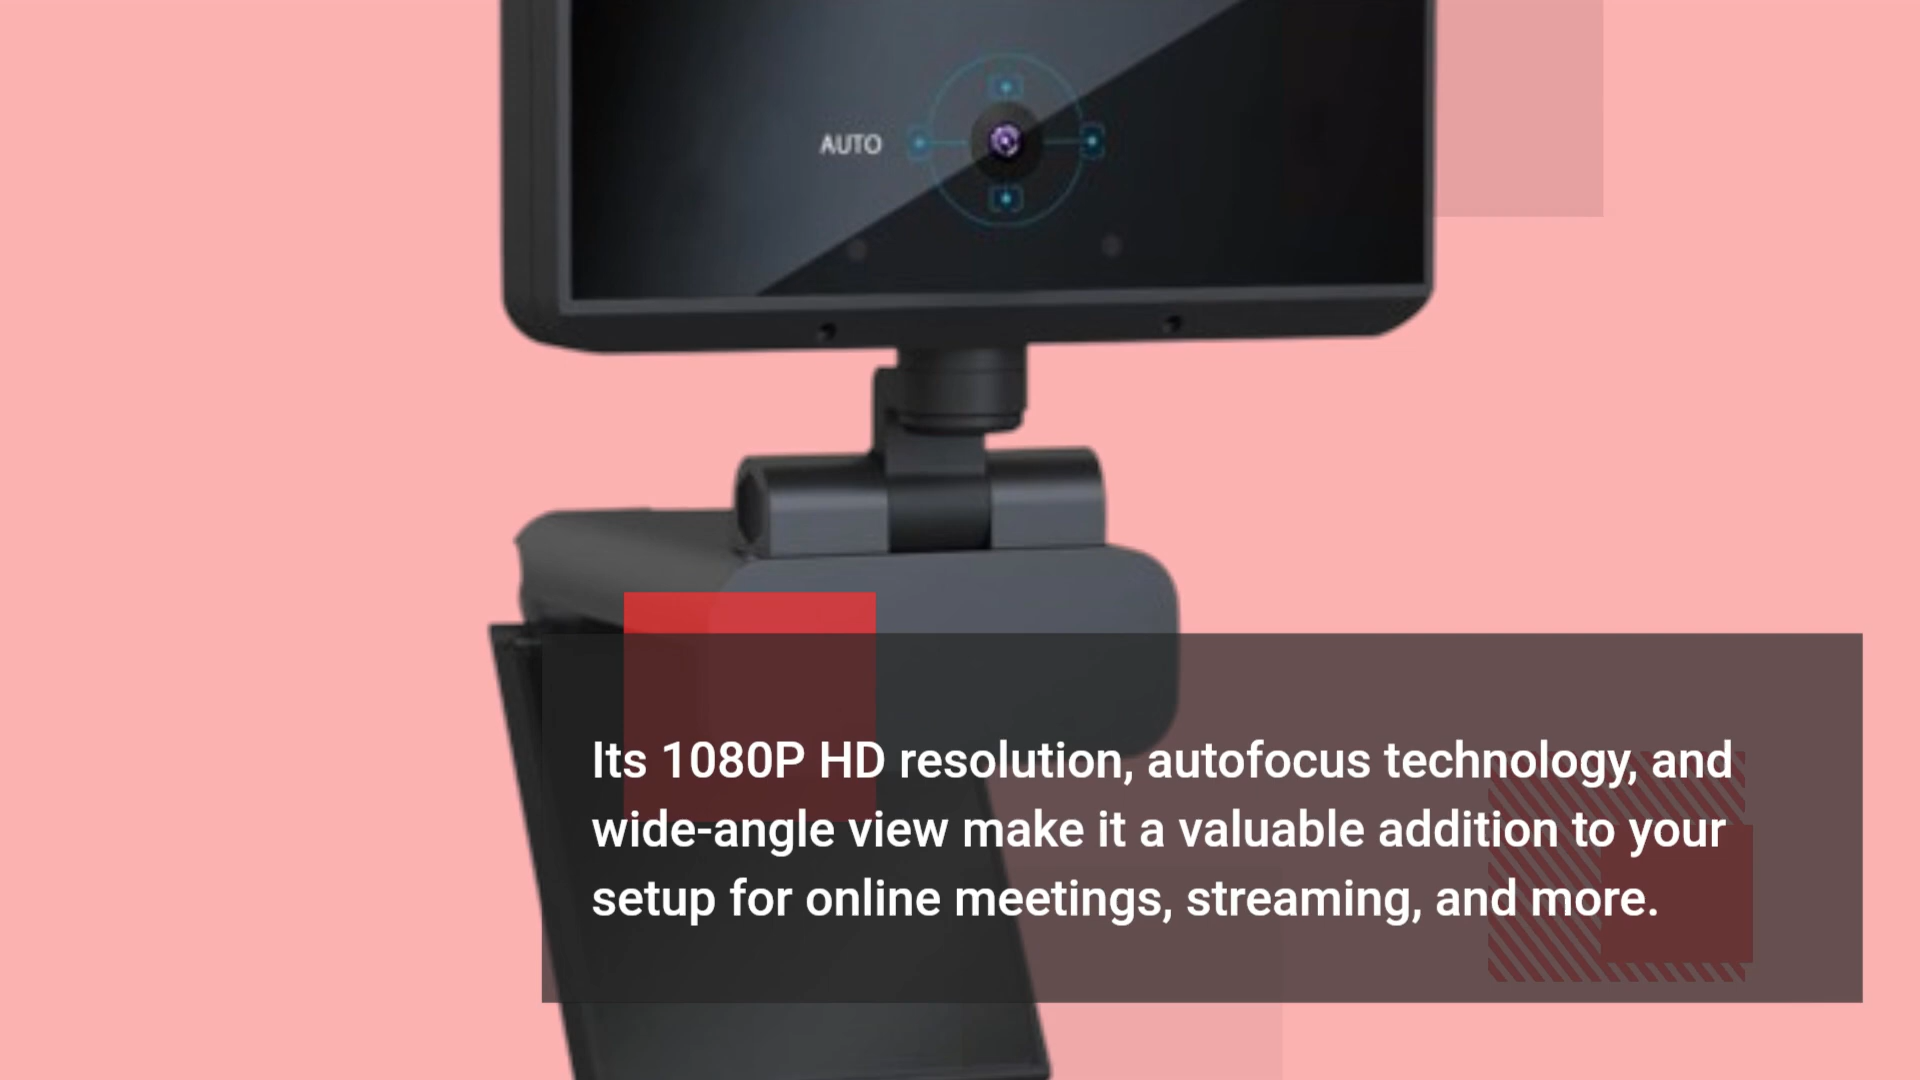 AUTO
Its 1080P HD resolution, autofocus technology, and
wide-angle view make it a valuable addition to your
setup for online meetings, streaming, and more.